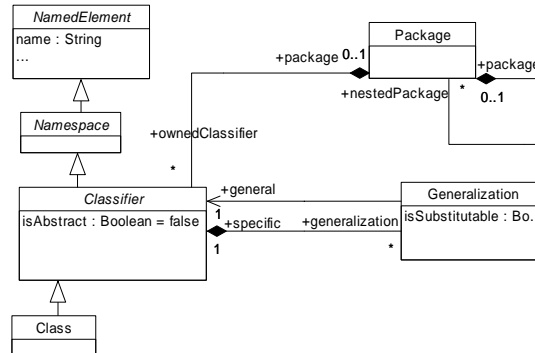 NamedElement
name : String
...
Namespace
Package
+package 0..1
+nestedPackage *
+package
0..1
+ownedClassifier
*
Classifier
isAbstract : Boolean = false
+general
1
+specific
1
+generalization
*
Generalization
isSubstitutable : Bo..
Class